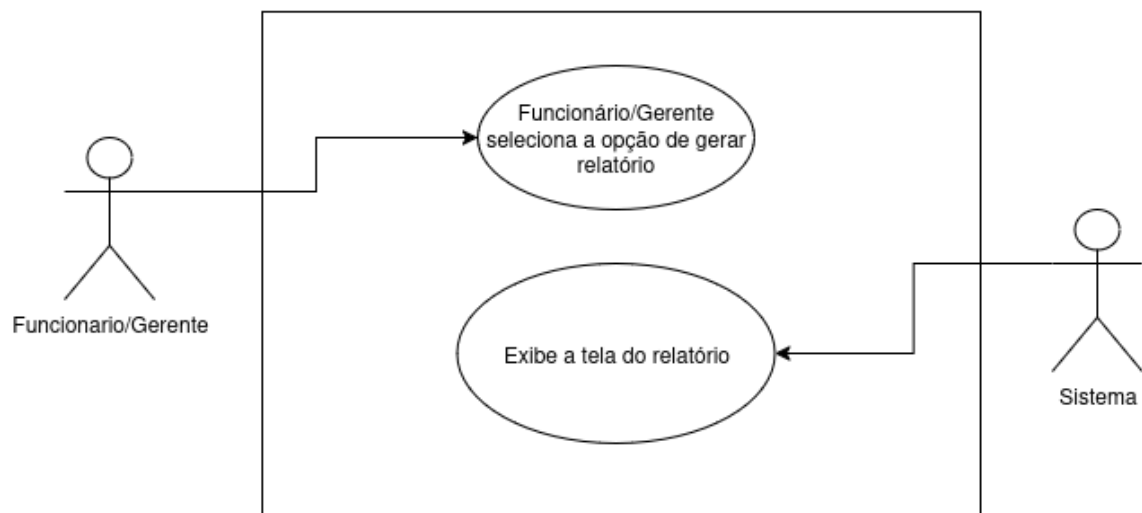 Funcionário/Gerente
seleciona a opção de gerar
relatório
Funcionario/Gerente
Exibe a tela do relatório
Sistema